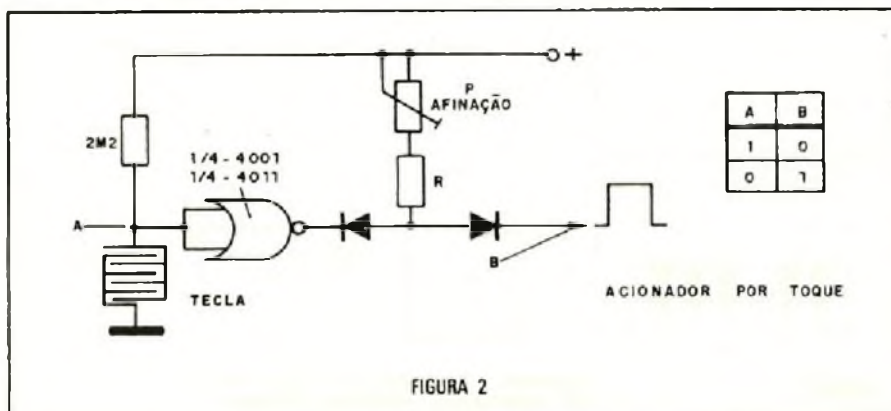 +
P
AFINAÇÃO
2M2
1/4 - 4001
1/4 - 4011
R
A B
1 0
0 1
A
B
TECLA
ACIONADOR POR TOQUE
FIGURA 2